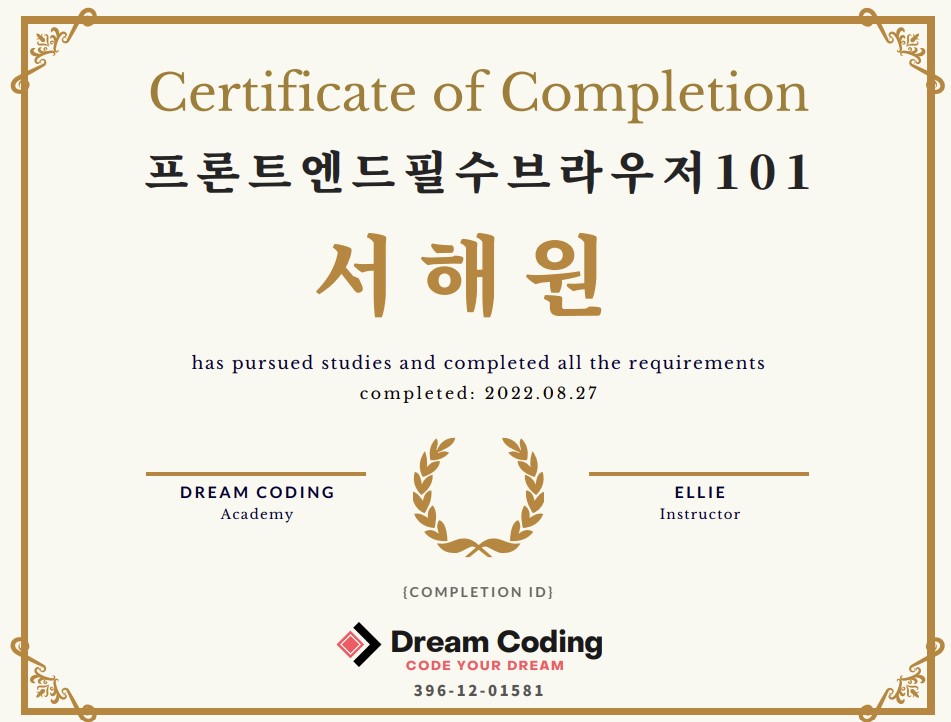 Certificate of Completion
프론트엔드필수브라우저101
서해원
has pursued studies and completed all the requirements
completed: 2022.08.27
DREAM CODING
Academy
ELLIE
Instructor
{COMPLETION ID}
Dream Coding
CODE YOUR DREAM
396-12-01581